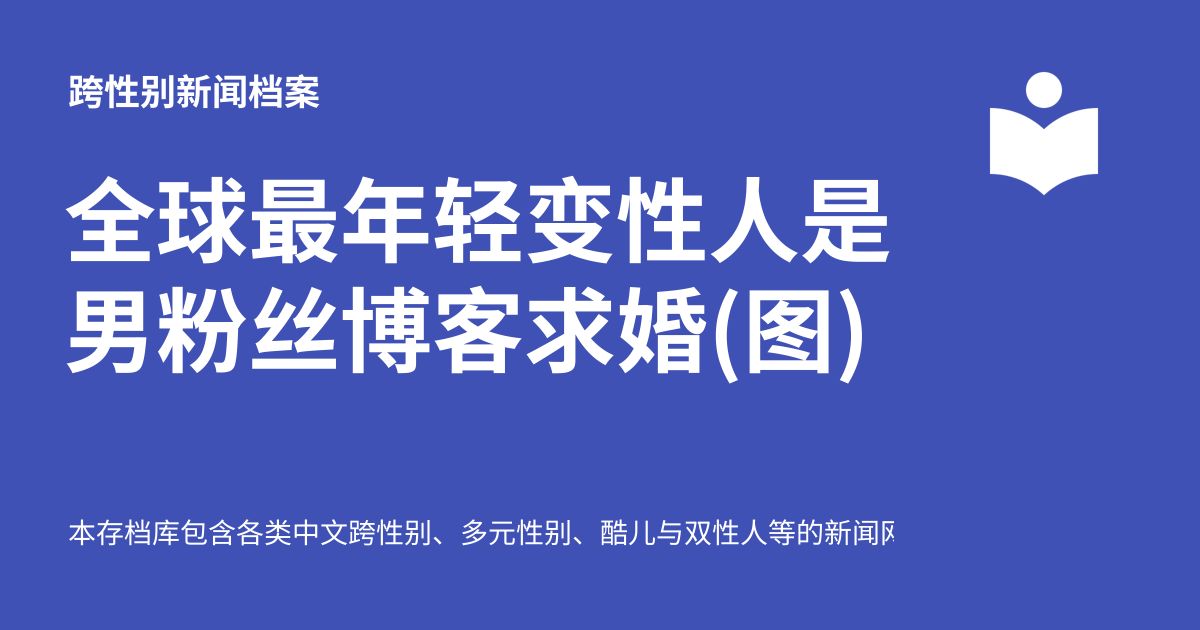 跨性别新闻档案
全球最年轻变性人是
男粉丝博客求婚(图)
本存档库包含各类中文跨性别、多元性别、酷儿与双性人等的新闻网